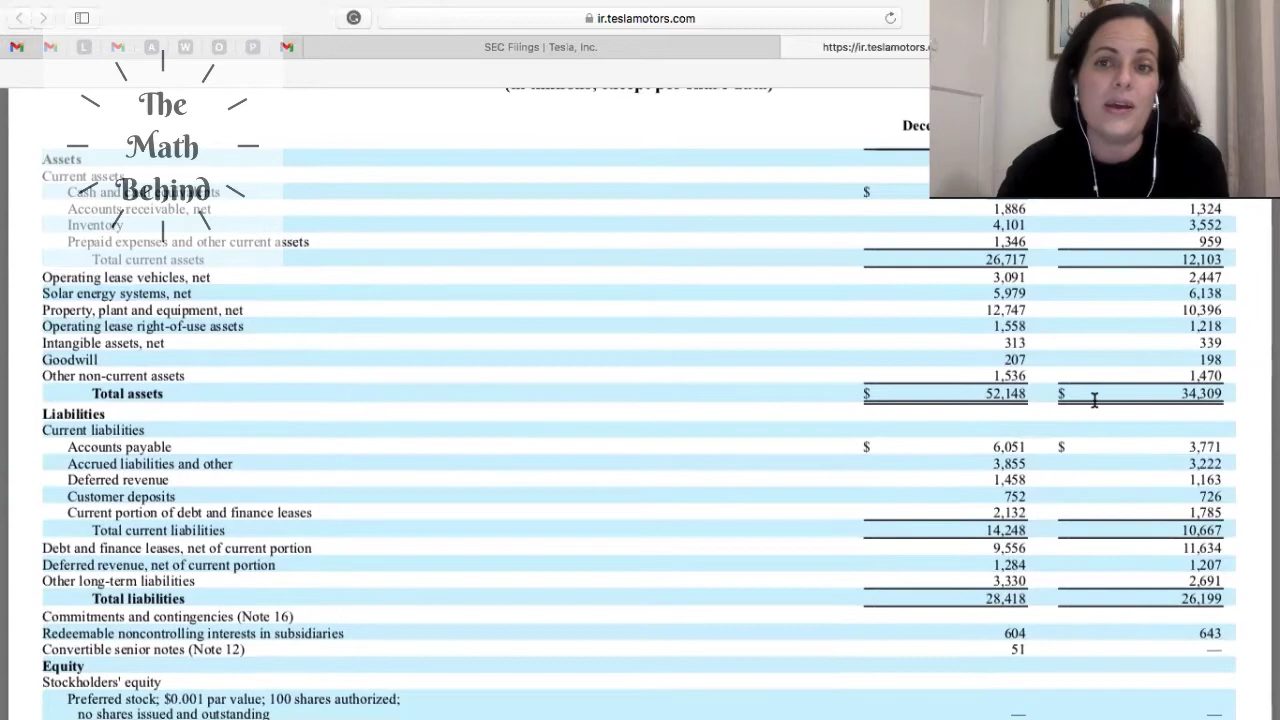 ir.teslamotors.com
L A W O P
SEC Filings | Tesla, Inc.
https://ir.teslamotors.
The
Math
Behind
Dece
Assets
Current assets
Cash and cash equivalents $
Accounts receivable, net 1,886 1,324
Inventory 4,101 3,552
Prepaid expenses and other current assets 1,346 959
Total current assets 26,717 12,103
Operating lease vehicles, net 3,091 2,447
Solar energy systems, net 5,979 6,138
Property, plant and equipment, net 12,747 10,396
Operating lease right-of-use assets 1,558 1,218
Intangible assets, net 313 339
Goodwill 207 198
Other non-current assets 1,536 1,470
Total assets $ 52,148 $ 34,309
Liabilities
Current liabilities
Accounts payable $ 6,051 $ 3,771
Accrued liabilities and other 3,855 3,222
Deferred revenue 1,458 1,163
Customer deposits 752 726
Current portion of debt and finance leases 2,132 1,785
Total current liabilities 14,248 10,667
Debt and finance leases, net of current portion 9,556 11,634
Deferred revenue, net of current portion 1,284 1,207
Other long-term liabilities 3,330 2,691
Total liabilities 28,418 26,199
Commitments and contingencies (Note 16)
Redeemable noncontrolling interests in subsidiaries 604 643
Convertible senior notes (Note 12) 51 —
Equity
Stockholders' equity
Preferred stock; $0.001 par value; 100 shares authorized;
no shares issued and outstanding — —